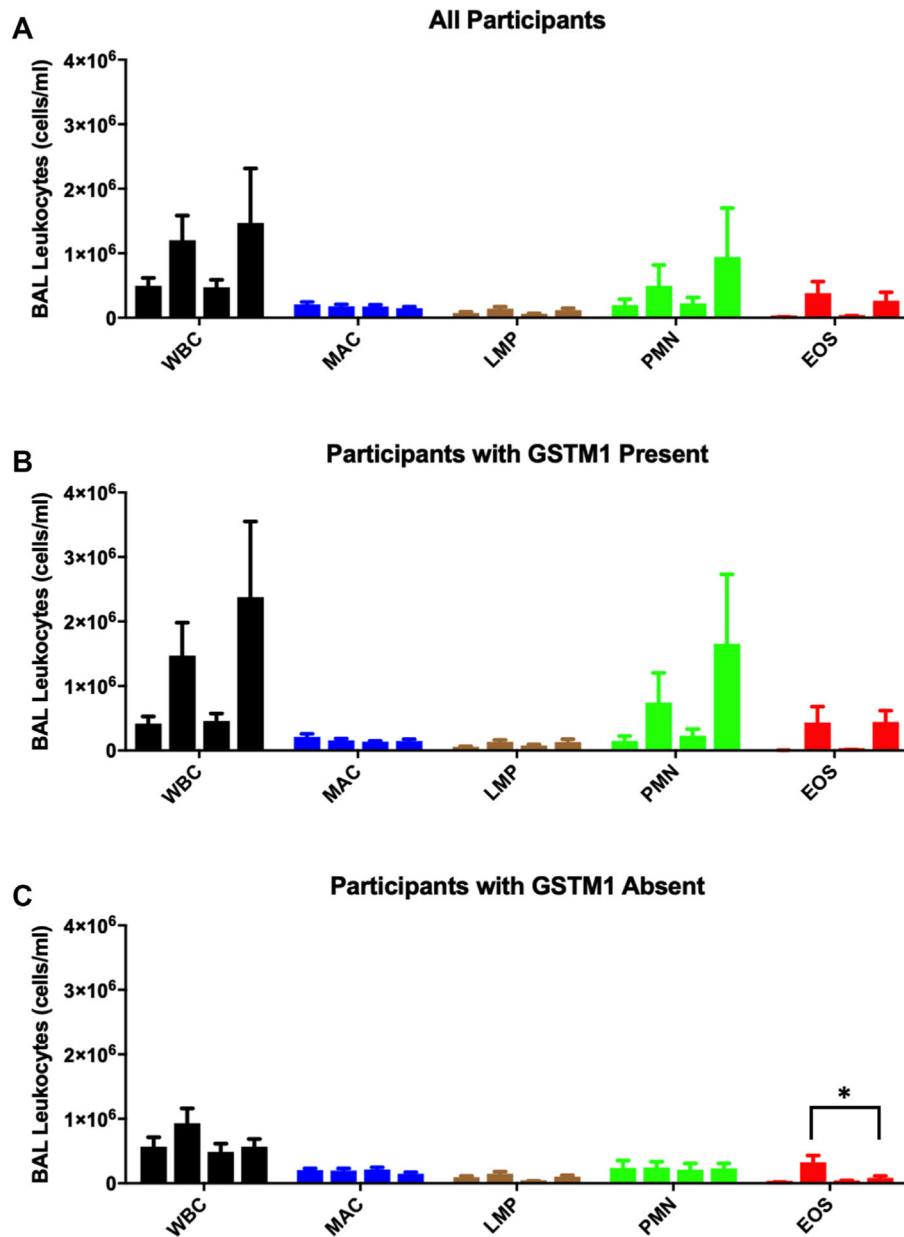 A
All Participants
BAL Leukocytes (cells/ml)
4×10⁶
3×10⁶
2×10⁶
1×10⁶
0
WBC
MAC
LMP
PMN
EOS
B
Participants with GSTM1 Present
BAL Leukocytes (cells/ml)
4×10⁶
3×10⁶
2×10⁶
1×10⁶
0
WBC
MAC
LMP
PMN
EOS
C
Participants with GSTM1 Absent
BAL Leukocytes (cells/ml)
4×10⁶
3×10⁶
2×10⁶
1×10⁶
0
*
WBC
MAC
LMP
PMN
EOS